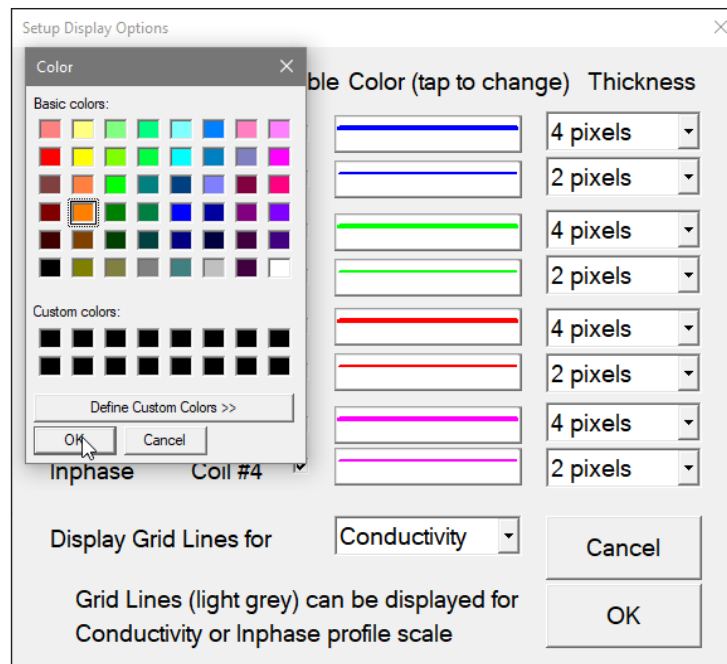 Setup Display Options
Color
Basic colors:
Custom colors:
Define Custom Colors >>
OK
Cancel
ble Color (tap to change) Thickness
4 pixels
2 pixels
4 pixels
2 pixels
4 pixels
2 pixels
4 pixels
Inphase Coil #4 2 pixels
Display Grid Lines for Conductivity
Cancel
Grid Lines (light grey) can be displayed for
Conductivity or Inphase profile scale
OK